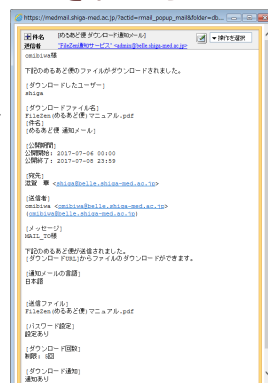 https://medmail.shiga-med.ac.jp/?actid=rmail_popup_mail&folder=db...
件名 [めるあど便 ダウンロード通知メール]
送信者 "FileZen通知サービス" <admin@belle.shiga-med.ac.jp>
▼操作を選択
omibiwa様
下記のめるあど便のファイルがダウンロードされました。
[ダウンロードしたユーザー]
shiga
[ダウンロードファイル名]
FileZen(めるあど便)マニュアル.pdf
[件名]
[めるあど便 通知メール]
[公開期間]
公開開始: 2017-07-06 00:00
公開終了: 2017-07-08 23:59
[宛先]
滋賀 華 <shiga@belle.shiga-med.ac.jp>
[送信者]
omibiwa <omibiwa@belle.shiga-med.ac.jp>
(omibiwa@belle.shiga-med.ac.jp)
[メッセージ]
MAIL_TO様
下記のめるあど便が送信されました。
[ダウンロードURL]からファイルのダウンロードができます。
[通知メールの言語]
日本語
[送信ファイル]
FileZen(めるあど便)マニュアル.pdf
[パスワード設定]
設定あり
[ダウンロード回数]
制限: 5回
[ダウンロード通知]
通知あり